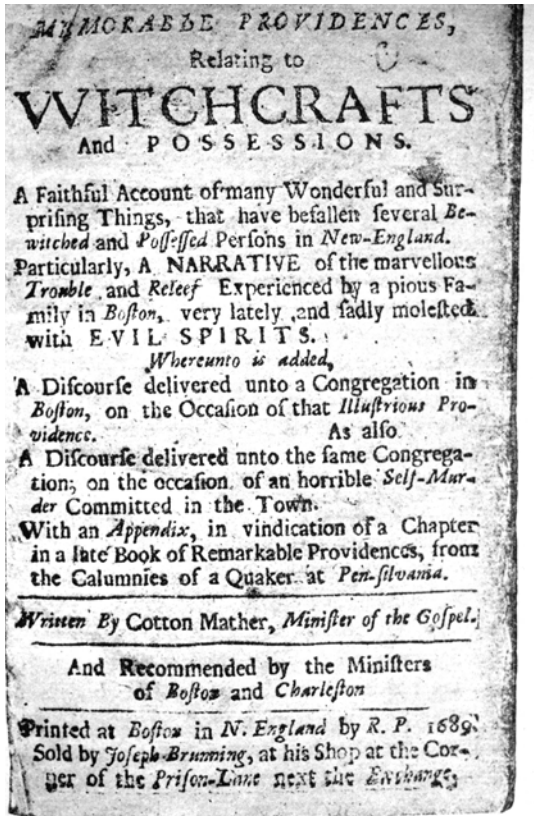 MEMORABLE PROVIDENCES,
Relating to
VVITCHCRAFTS
And POSSESSIONS.
A Faithful Account of many Wonderful and Sur-
priſing Things, that have befallen ſeveral Be-
witched and Poſſeſſed Perſons in New-England.
Particularly, A NARRATIVE of the marvellous
Trouble and Releef Experienced by a pious Fa-
mily in Boſton, very lately and ſadly moleſted
with EVIL SPIRITS.
Whereunto is added,
A Diſcourſe delivered unto a Congregation in
Boſton, on the Occaſion of that Illuſtrious Pro-
vidence. As alſo
A Diſcourſe delivered unto the ſame Congrega-
tion; on the occaſion of an horrible Self-Mur-
der Committed in the Town.
With an Appendix, in vindication of a Chapter
in a late Book of Remarkable Providences, from
the Calumnies of a Quaker at Pen-ſilvania.
Written By Cotton Mather, Miniſter of the Goſpel.
And Recommended by the Miniſters
of Boſton and Charleſton
Printed at Boſton in N. England by R. P. 1689.
Sold by Joſeph Brunning, at his Shop at the Cor-
ner of the Priſon-Lane next the Exchange,